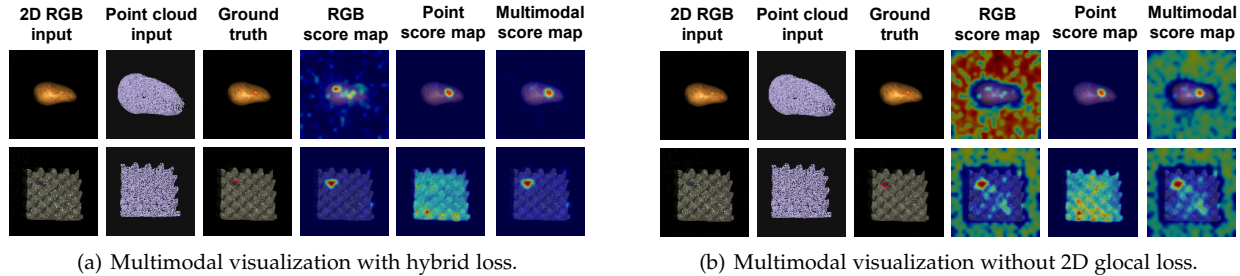 2D RGB input
Point cloud input
Ground truth
RGB score map
Point score map
Multimodal score map
(a) Multimodal visualization with hybrid loss.
2D RGB input
Point cloud input
Ground truth
RGB score map
Point score map
Multimodal score map
(b) Multimodal visualization without 2D glocal loss.